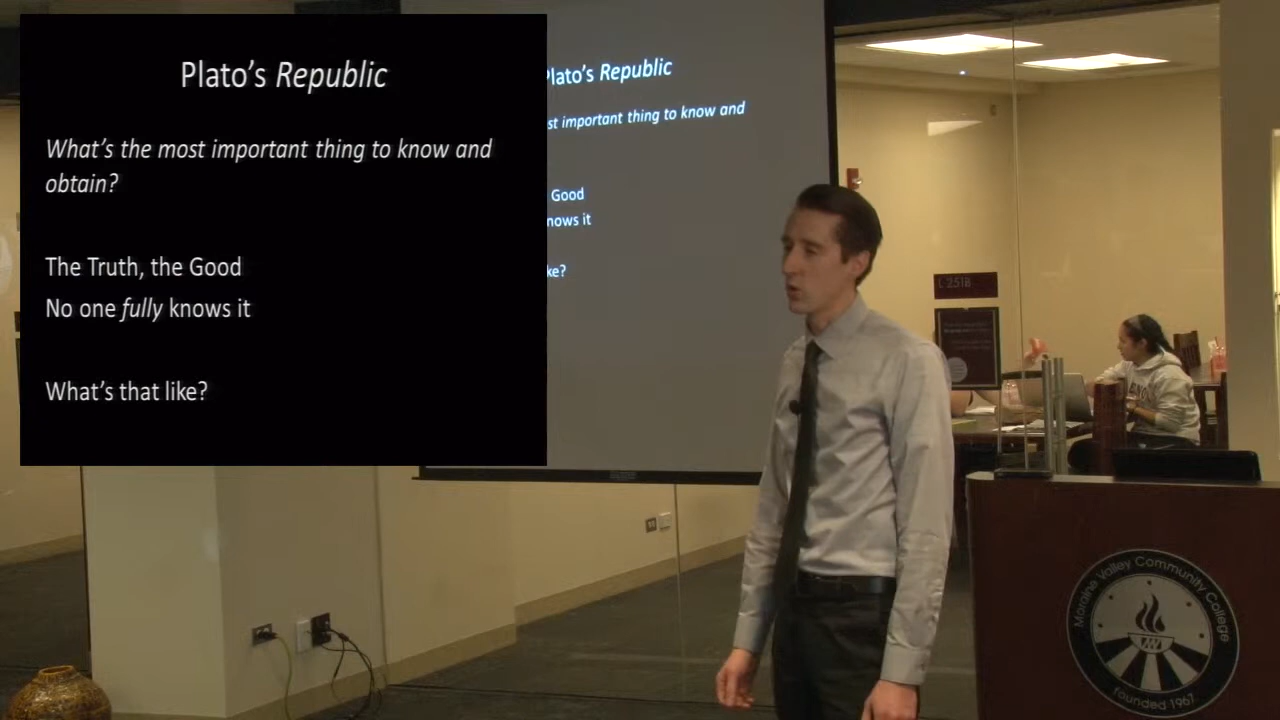 Plato's Republic
What's the most important thing to know and
obtain?
The Truth, the Good
No one fully knows it
What's that like?
Plato's Republic
st important thing to know and
Good
nows it
ke?
L 251B
Moraine Valley Community College
founded 1967